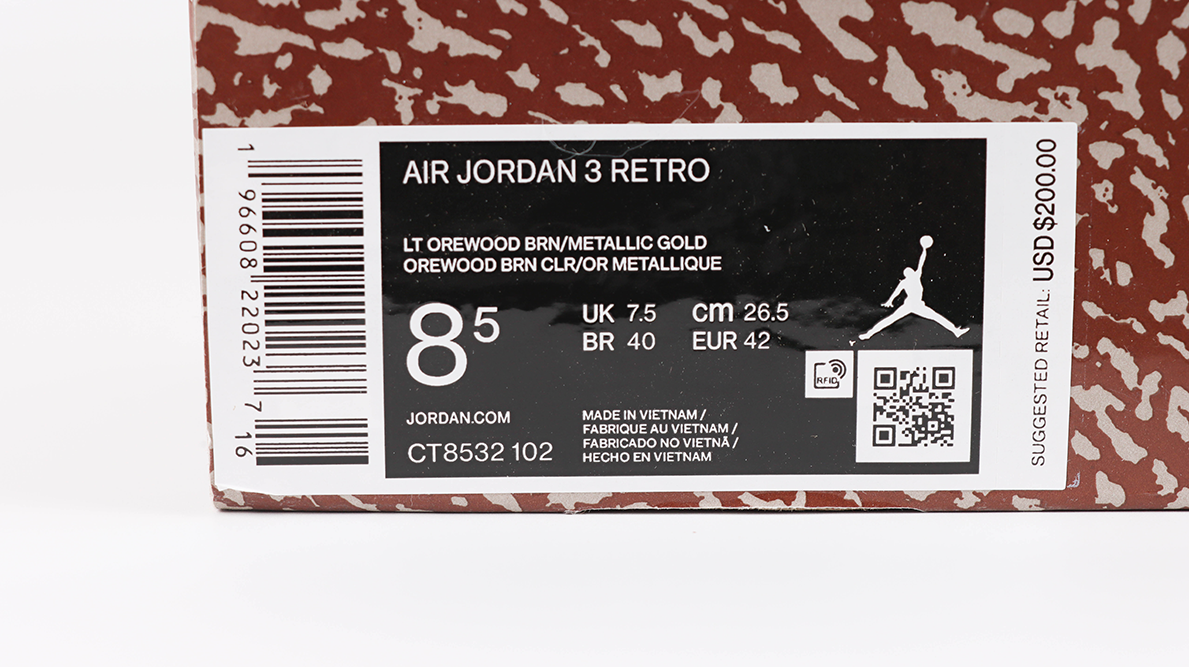 AIR JORDAN 3 RETRO
LT OREWOOD BRN/METALLIC GOLD
OREWOOD BRN CLR/OR METALLIQUE
8 5
UK 7.5 cm 26.5
BR 40 EUR 42
JORDAN.COM
CT8532 102
MADE IN VIETNAM /
FABRIQUE AU VIETNAM /
FABRICADO NO VIETNÃ /
HECHO EN VIETNAM
RFID
SUGGESTED RETAIL: USD $200.00
1 96608 22023 7 16